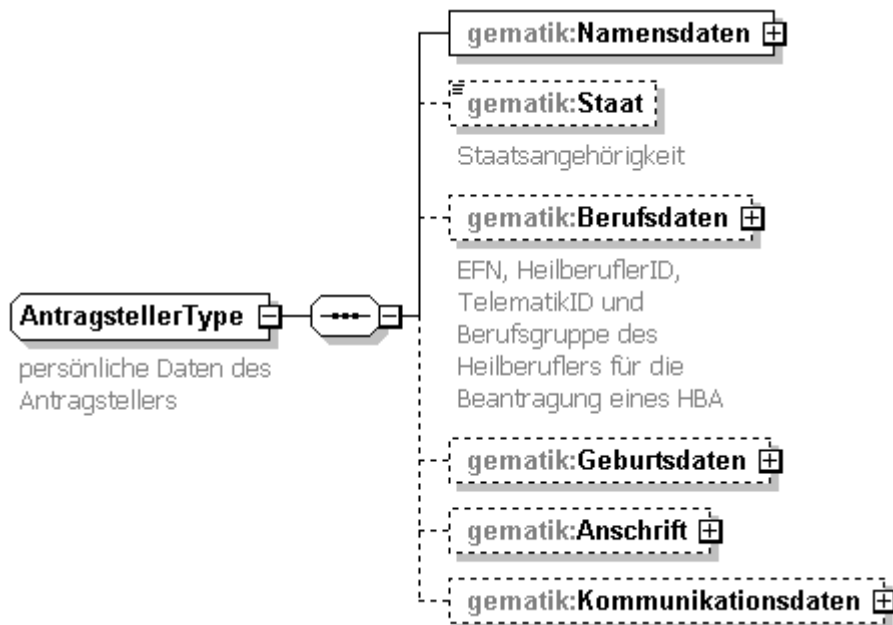 gematik:Namensdaten
gematik:Staat
Staatsangehörigkeit
gematik:Berufsdaten
EFN, HeilberuflerID,
TelematikID und
Berufsgruppe des
Heilberuflers für die
Beantragung eines HBA
AntragstellerType
persönliche Daten des
Antragstellers
gematik:Geburtsdaten
gematik:Anschrift
gematik:Kommunikationsdaten